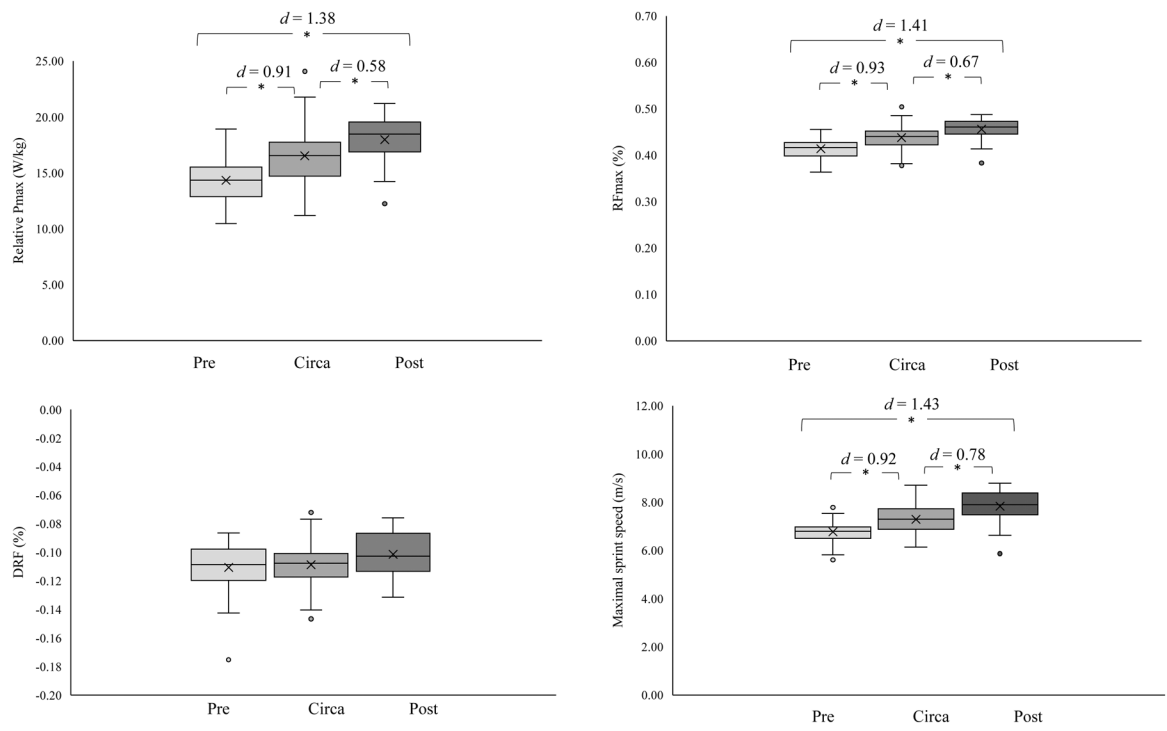 d = 1.38
*
d = 0.91
*
d = 0.58
*
25.00
20.00
15.00
10.00
5.00
0.00
Relative Pmax (W/kg)
Pre
Circa
Post
d = 1.41
*
d = 0.93
*
d = 0.67
*
0.70
0.60
0.50
0.40
0.30
0.20
0.10
0.00
RFmax (%)
Pre
Circa
Post
0.00
-0.02
-0.04
-0.06
-0.08
-0.10
-0.12
-0.14
-0.16
-0.18
-0.20
DRF (%)
Pre
Circa
Post
d = 1.43
*
d = 0.92
*
d = 0.78
*
12.00
10.00
8.00
6.00
4.00
2.00
0.00
Maximal sprint speed (m/s)
Pre
Circa
Post